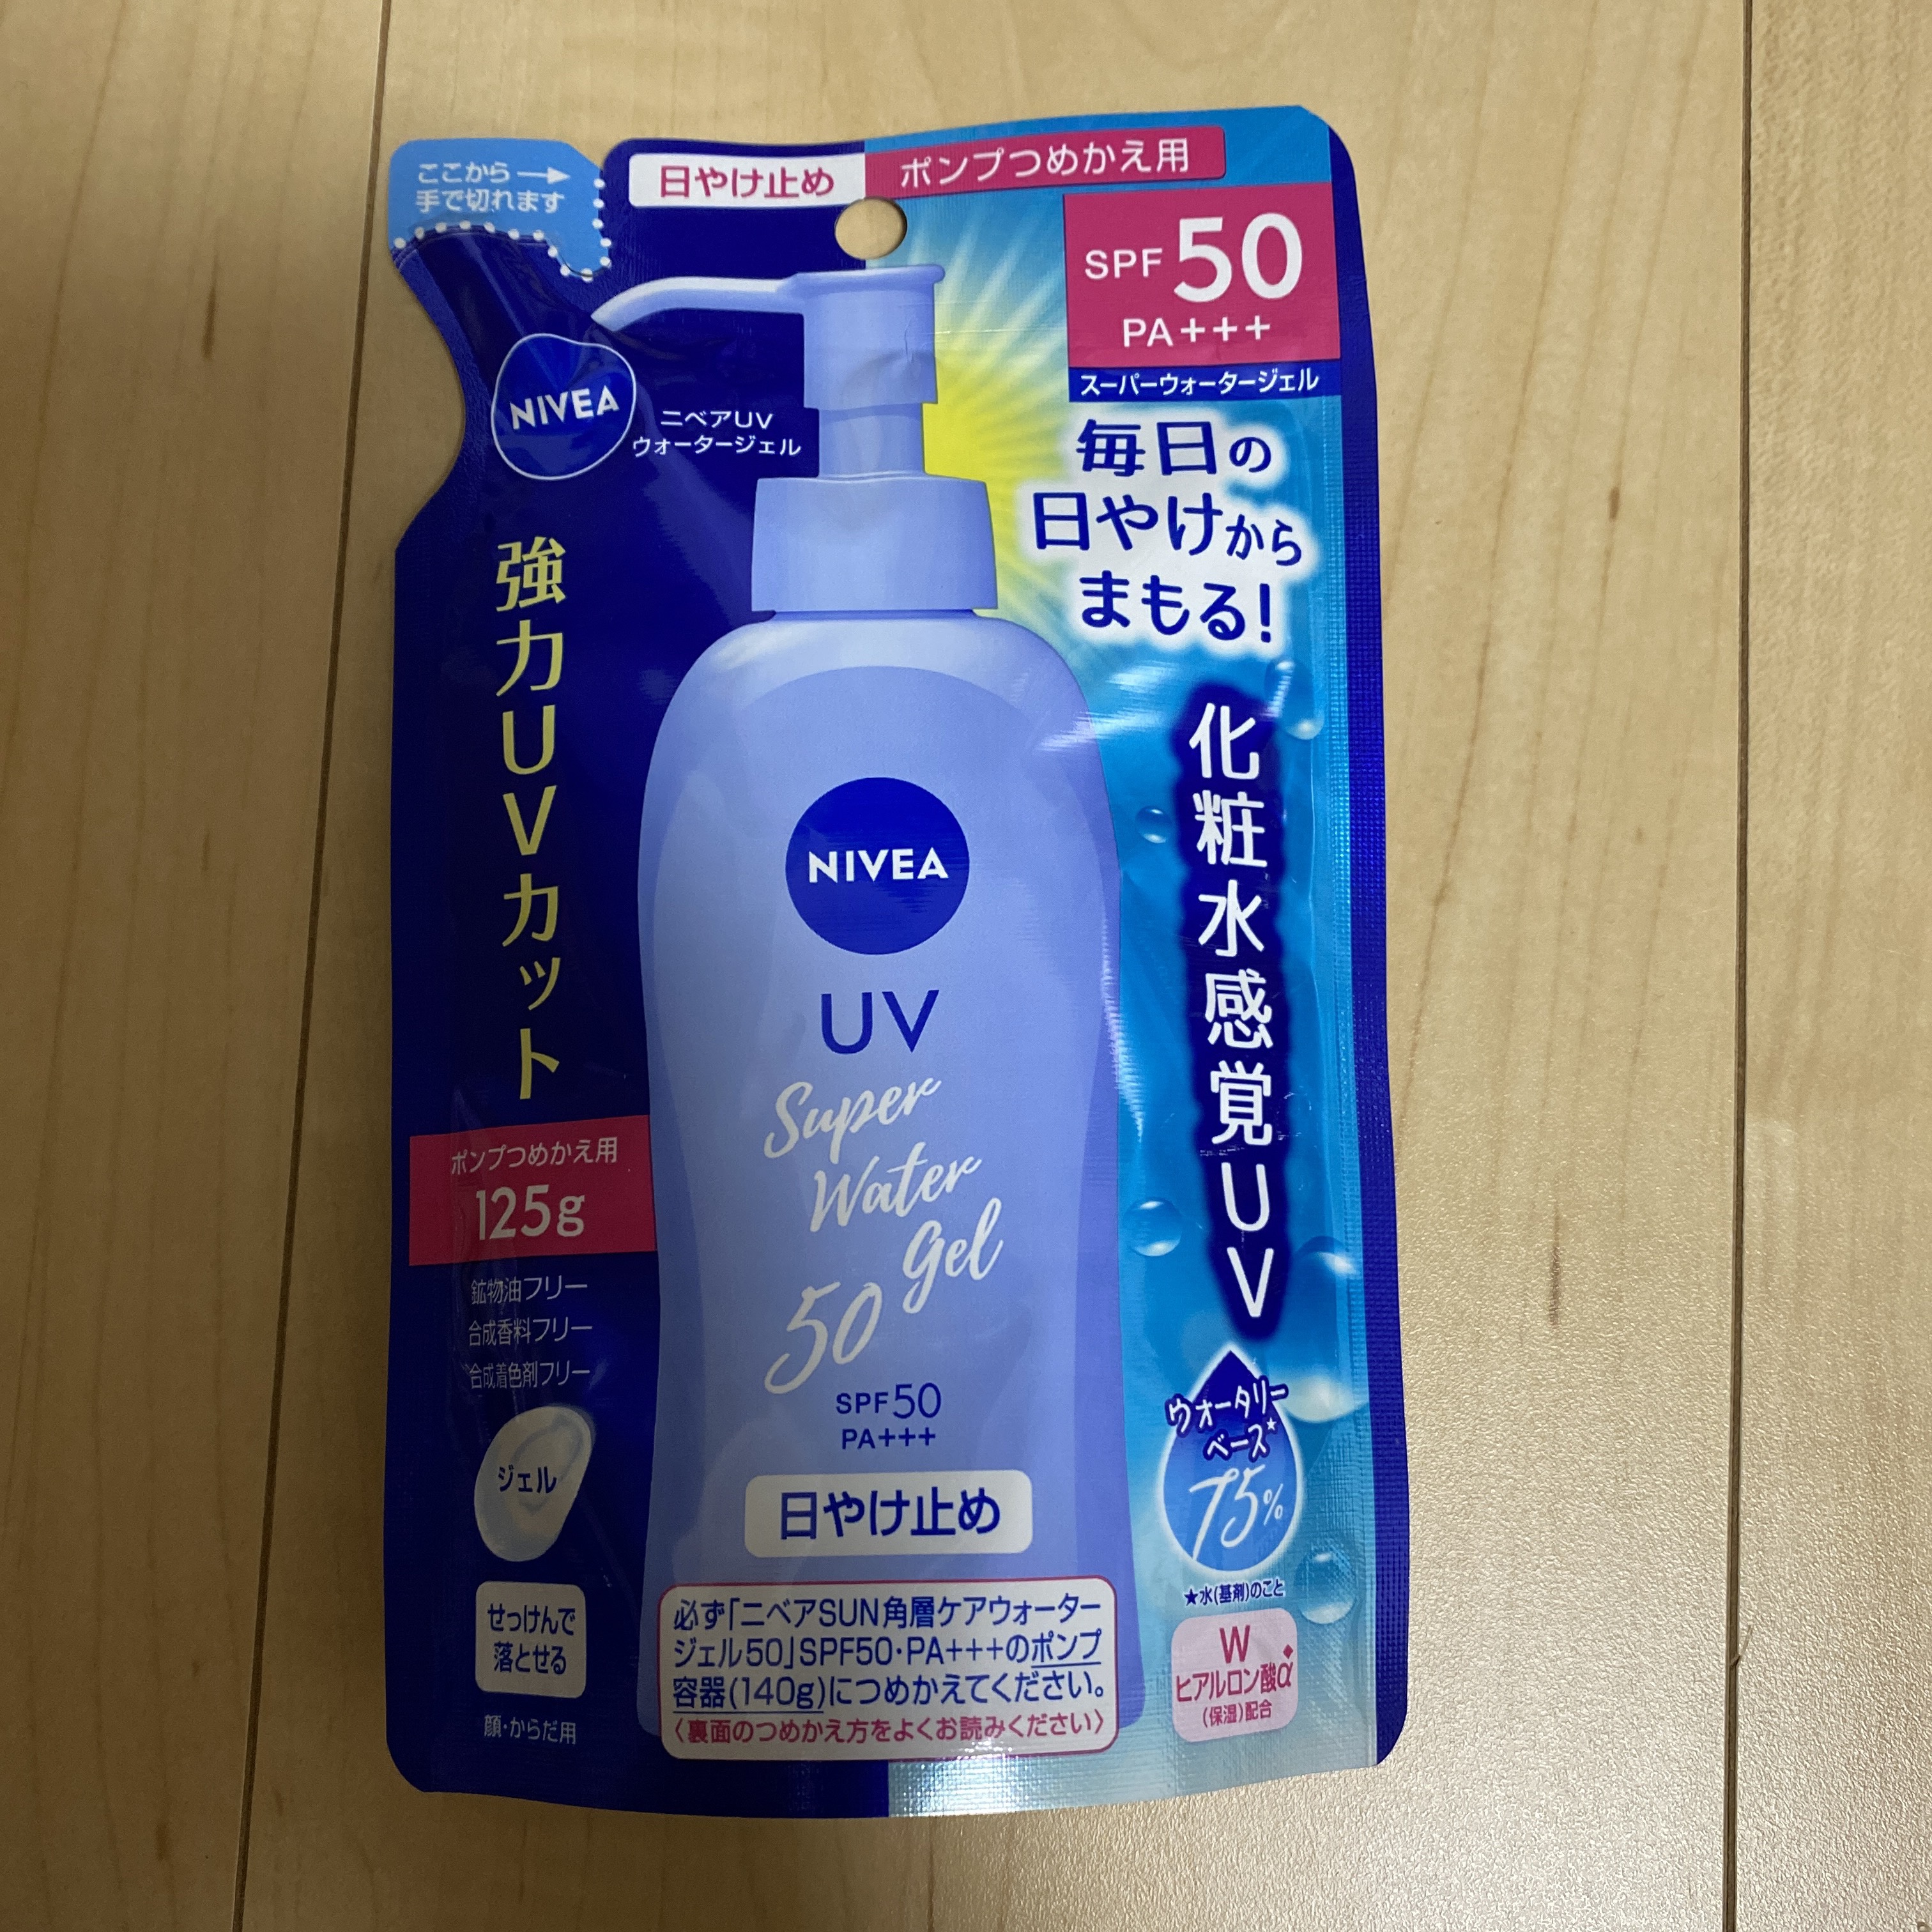 ここから→
手で切れます
日やけ止め ポンプつめかえ用
SPF 50
PA+++
スーパーウォータージェル
NIVEA
ニベアUV
ウォータージェル
毎日の
日やけから
まもる!
強力UVカット
化粧水感覚UV
NIVEA
UV
Super
Water
Gel
50
SPF50
PA+++
日やけ止め
ポンプつめかえ用
125g
鉱物油フリー
合成香料フリー
合成着色剤フリー
ジェル
せっけんで
落とせる
顔・からだ用
ウォータリー
ベース★
75%
★水(基剤)のこと
W
ヒアルロン酸α◆
(保湿)配合
必ず「ニベアSUN角層ケアウォーター
ジェル50」SPF50・PA+++のポンプ
容器(140g)につめかえてください。
〈裏面のつめかえ方をよくお読みください〉